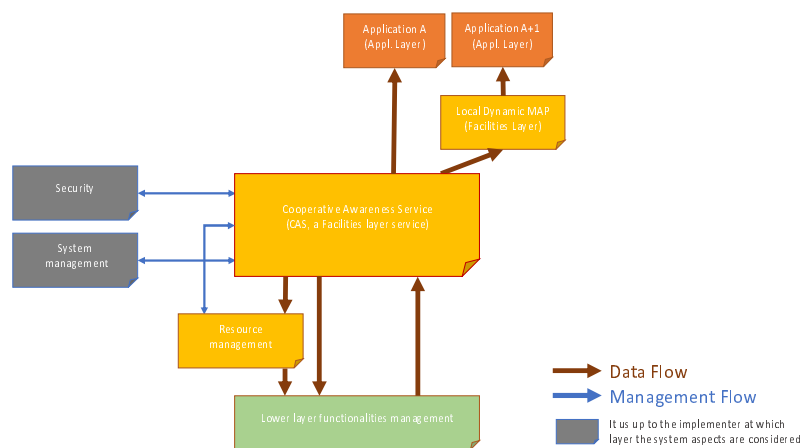 Application A
(Appl. Layer)
Application A+1
(Appl. Layer)
Local Dynamic MAP
(Facilities Layer)
Security
Cooperative Awareness Service
(CAS, a Facilities layer service)
System
management
Resource
management
Lower layer functionalities management
Data Flow
Management Flow
It us up to the implementer at which
layer the system aspects are considered